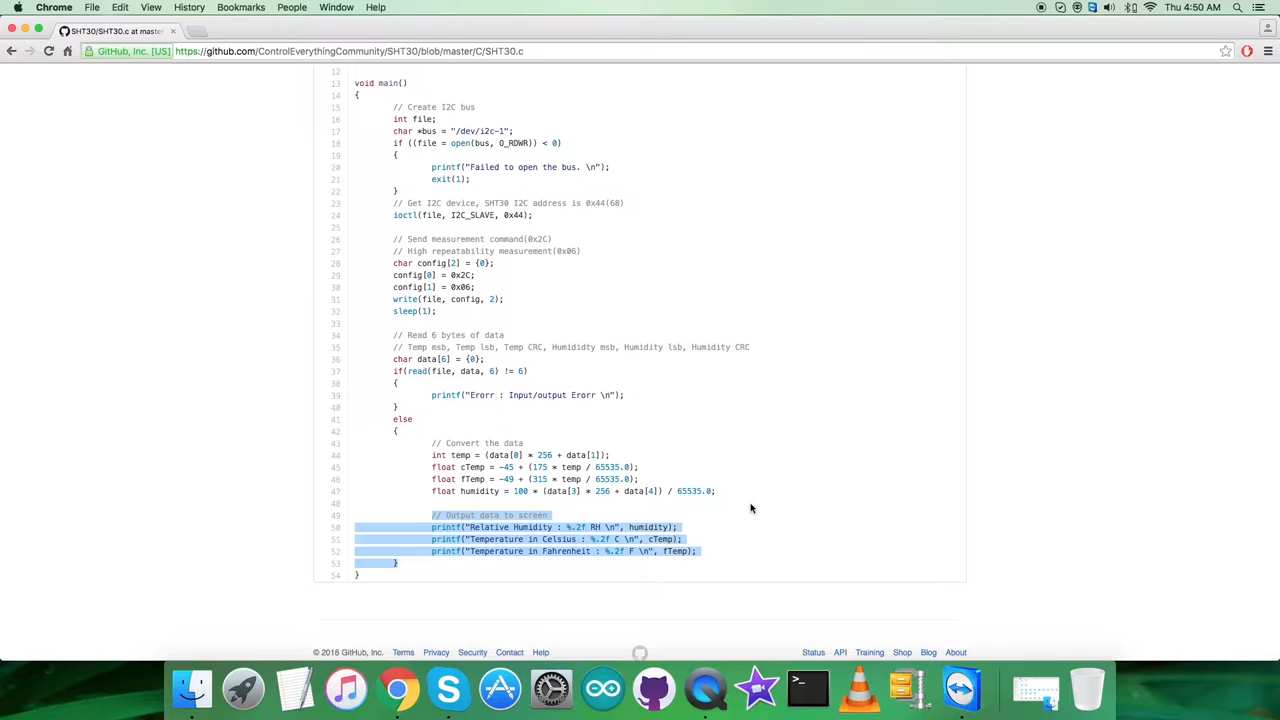 Chrome File Edit View History Bookmarks People Window Help Thu 4:50 AM
SHT30/SHT30.c at master
GitHub, Inc. [US] https://github.com/ControlEverythingCommunity/SHT30/blob/master/C/SHT30.c
12
13 void main()
14 {
15 // Create I2C bus
16 int file;
17 char *bus = "/dev/i2c-1";
18 if ((file = open(bus, O_RDWR)) < 0)
19 {
20 printf("Failed to open the bus. \n");
21 exit(1);
22 }
23 // Get I2C device, SHT30 I2C address is 0x44(68)
24 ioctl(file, I2C_SLAVE, 0x44);
25
26 // Send measurement command(0x2C)
27 // High repeatability measurement(0x06)
28 char config[2] = {0};
29 config[0] = 0x2C;
30 config[1] = 0x06;
31 write(file, config, 2);
32 sleep(1);
33
34 // Read 6 bytes of data
35 // Temp msb, Temp lsb, Temp CRC, Humididty msb, Humidity lsb, Humidity CRC
36 char data[6] = {0};
37 if(read(file, data, 6) != 6)
38 {
39 printf("Erorr : Input/output Erorr \n");
40 }
41 else
42 {
43 // Convert the data
44 int temp = (data[0] * 256 + data[1]);
45 float cTemp = -45 + (175 * temp / 65535.0);
46 float fTemp = -49 + (315 * temp / 65535.0);
47 float humidity = 100 * (data[3] * 256 + data[4]) / 65535.0;
48
49 // Output data to screen
50 printf("Relative Humidity : %.2f RH \n", humidity);
51 printf("Temperature in Celsius : %.2f C \n", cTemp);
52 printf("Temperature in Fahrenheit : %.2f F \n", fTemp);
53 }
54 }
© 2016 GitHub, Inc. Terms Privacy Security Contact Help Status API Training Shop Blog About